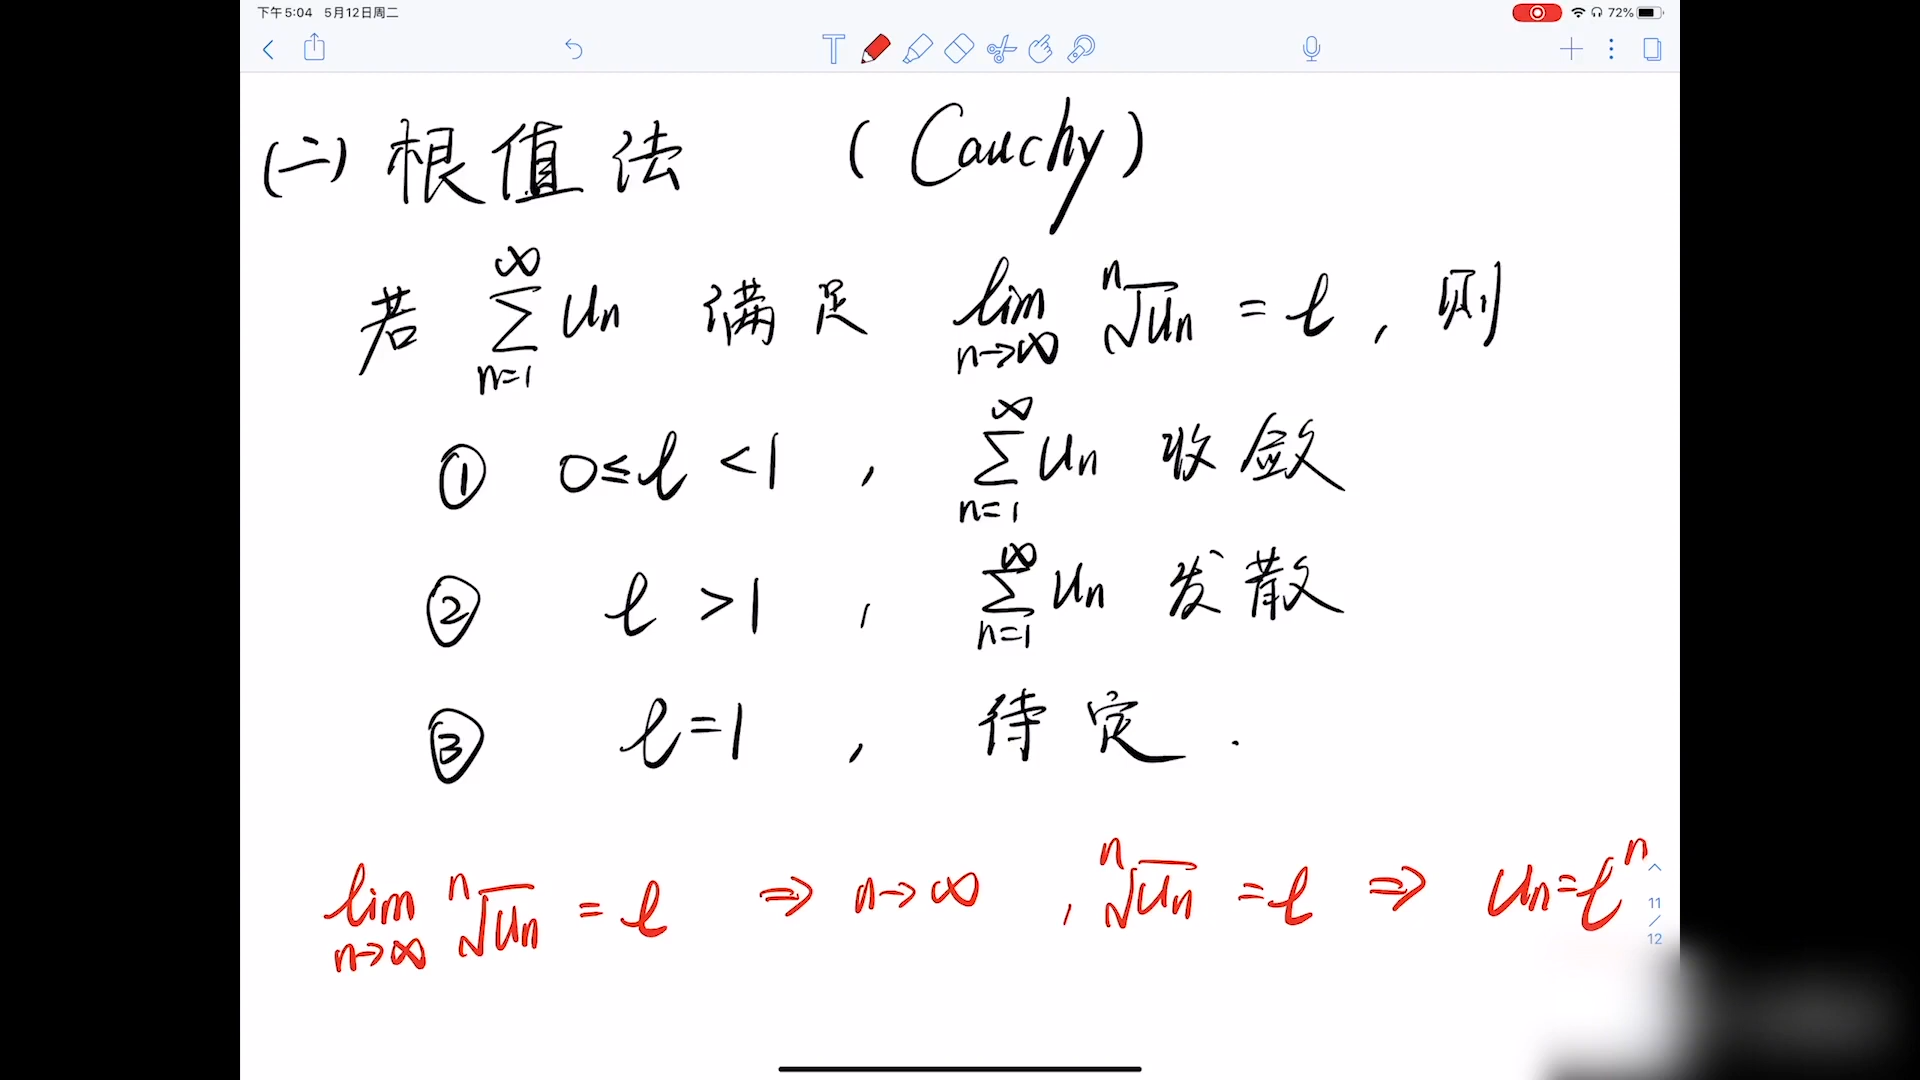 下午5:04 5月12日周二
72%
T
(二) 根值法 (Cauchy)
若 ∑_{n=1}^{∞} Un 满足 lim_{n→∞} ⁿ√Un = ℓ , 则
① 0≤ℓ<1 , ∑_{n=1}^{∞} Un 收敛
② ℓ>1 , ∑_{n=1}^{∞} Un 发散
③ ℓ=1 , 待定 .
lim_{n→∞} ⁿ√Un = ℓ ⇒ n→∞ , ⁿ√Un = ℓ ⇒ Un=ℓⁿ
11
/
12